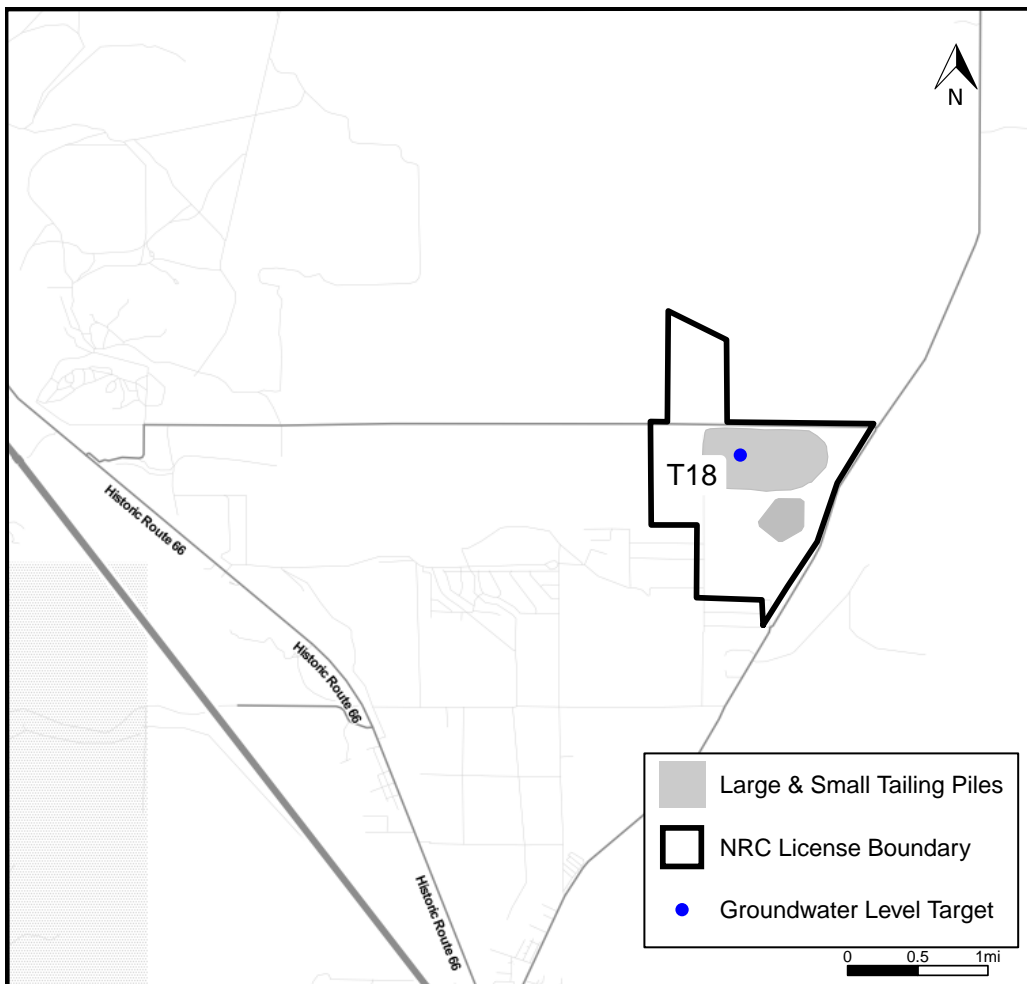 N
T18
Historic Route 66
Historic Route 66
Historic Route 66
Large & Small Tailing Piles
NRC License Boundary
Groundwater Level Target
0 0.5 1mi